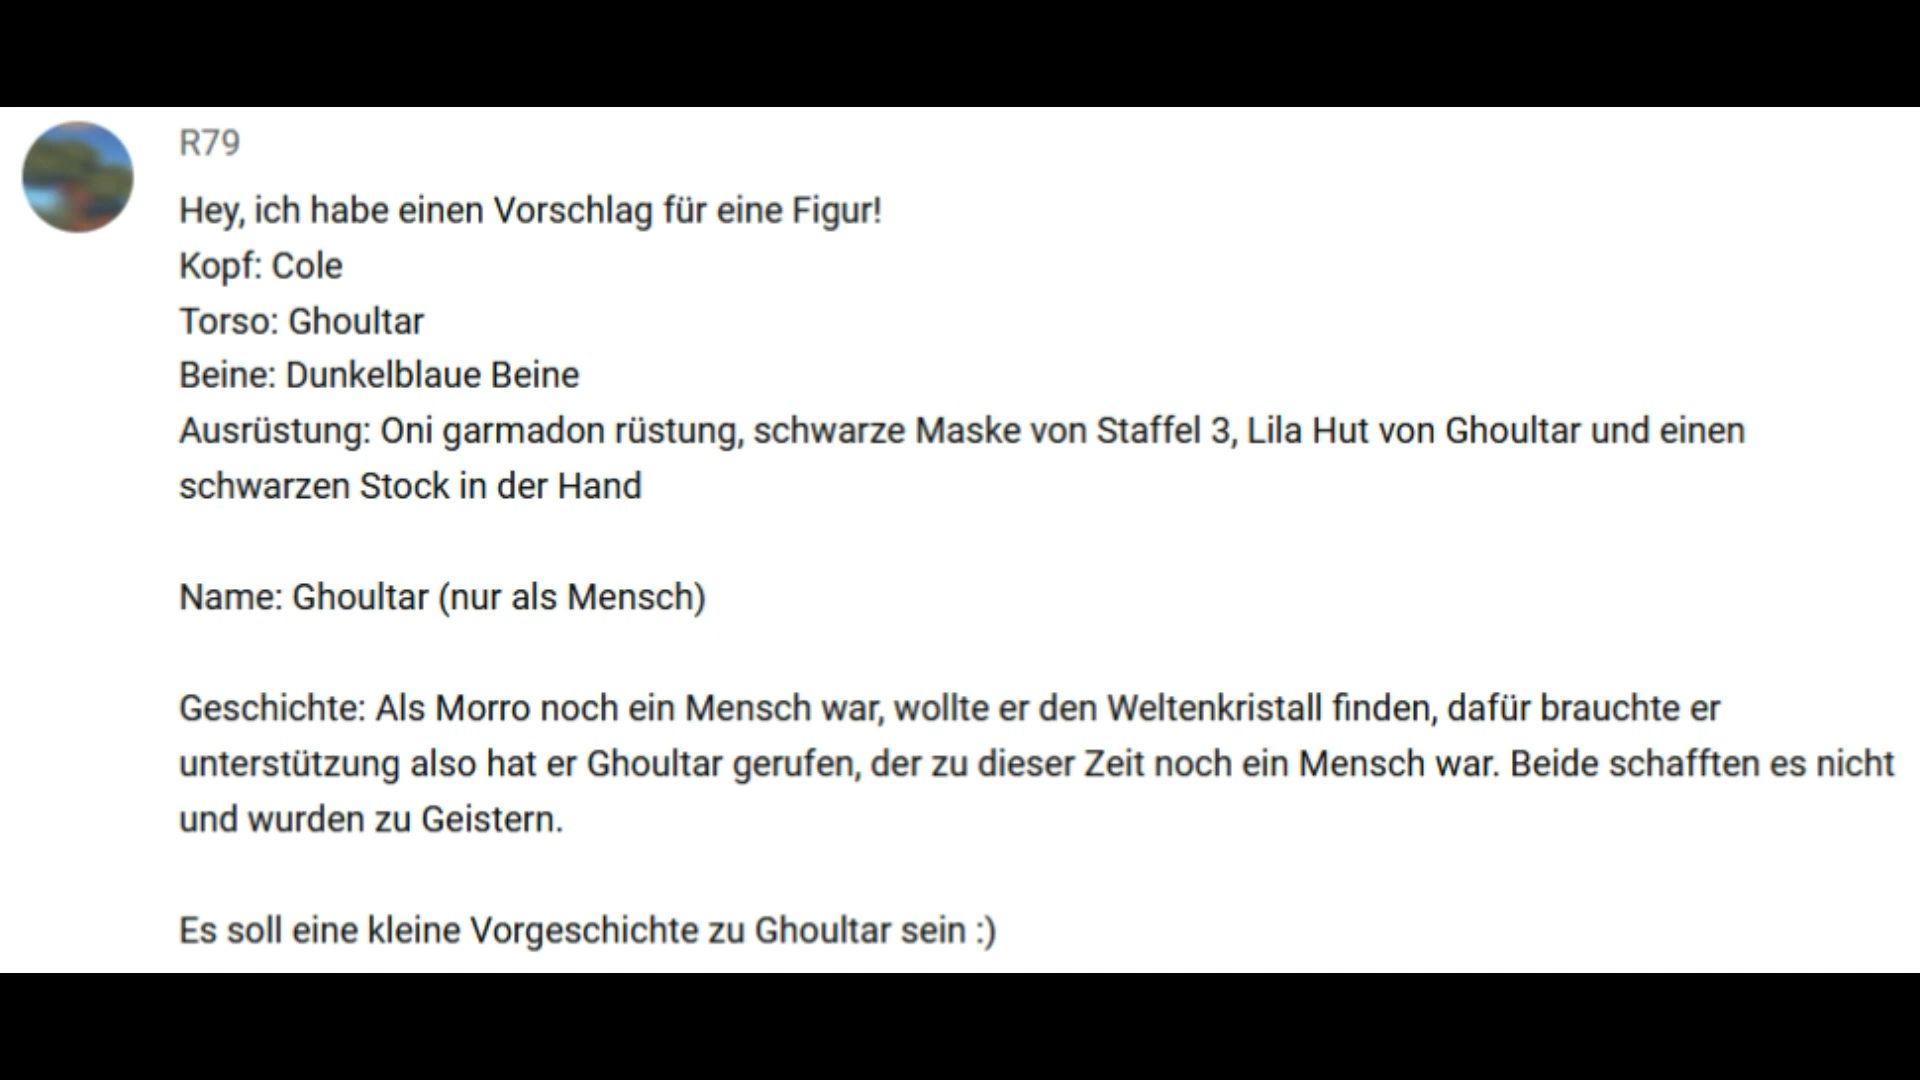 R79
Hey, ich habe einen Vorschlag für eine Figur!
Kopf: Cole
Torso: Ghoultar
Beine: Dunkelblaue Beine
Ausrüstung: Oni garmadon rüstung, schwarze Maske von Staffel 3, Lila Hut von Ghoultar und einen
schwarzen Stock in der Hand
Name: Ghoultar (nur als Mensch)
Geschichte: Als Morro noch ein Mensch war, wollte er den Weltenkristall finden, dafür brauchte er
unterstützung also hat er Ghoultar gerufen, der zu dieser Zeit noch ein Mensch war. Beide schafften es nicht
und wurden zu Geistern.
Es soll eine kleine Vorgeschichte zu Ghoultar sein :)